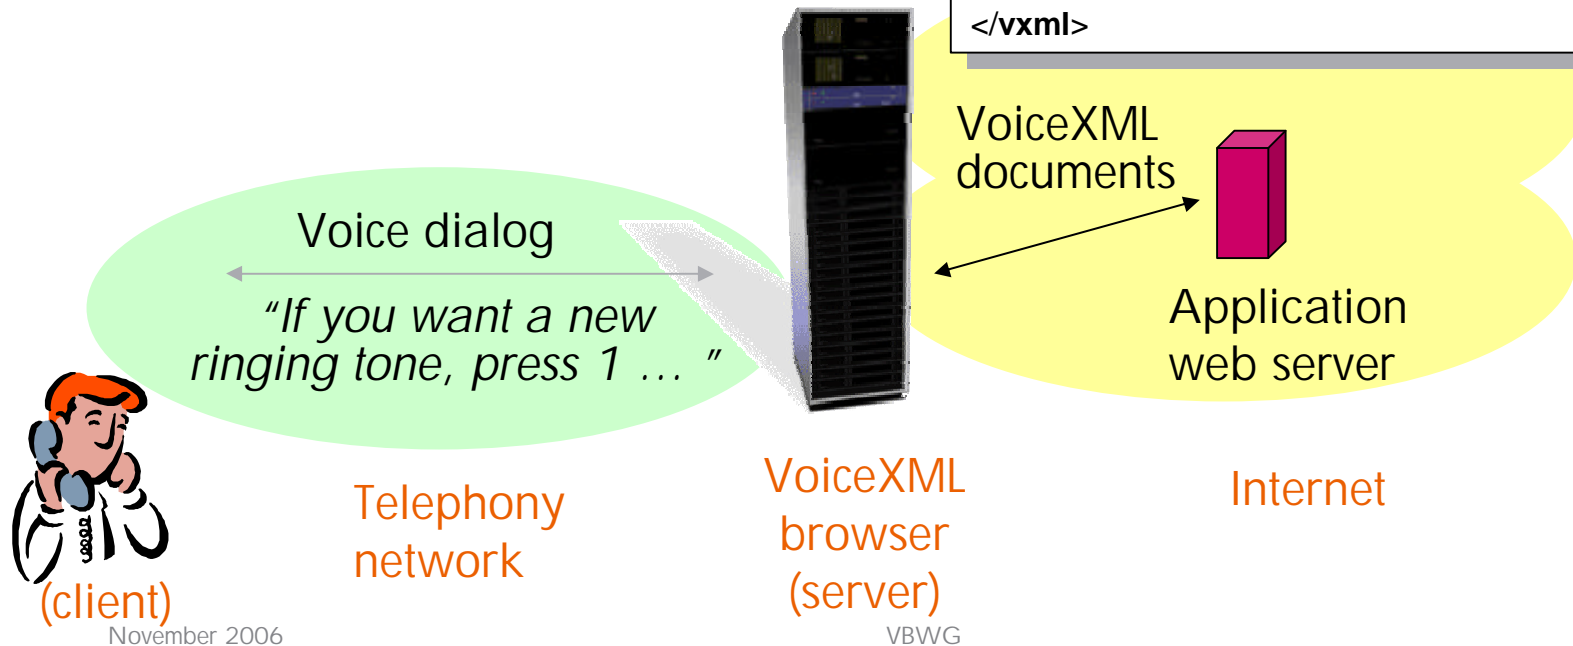 </vxml>
VoiceXML
documents
Voice dialog
“If you want a new
ringing tone, press 1 … ”
Application
web server
VoiceXML
browser
(server)
Internet
Telephony
network
(client)
November 2006
VBWG